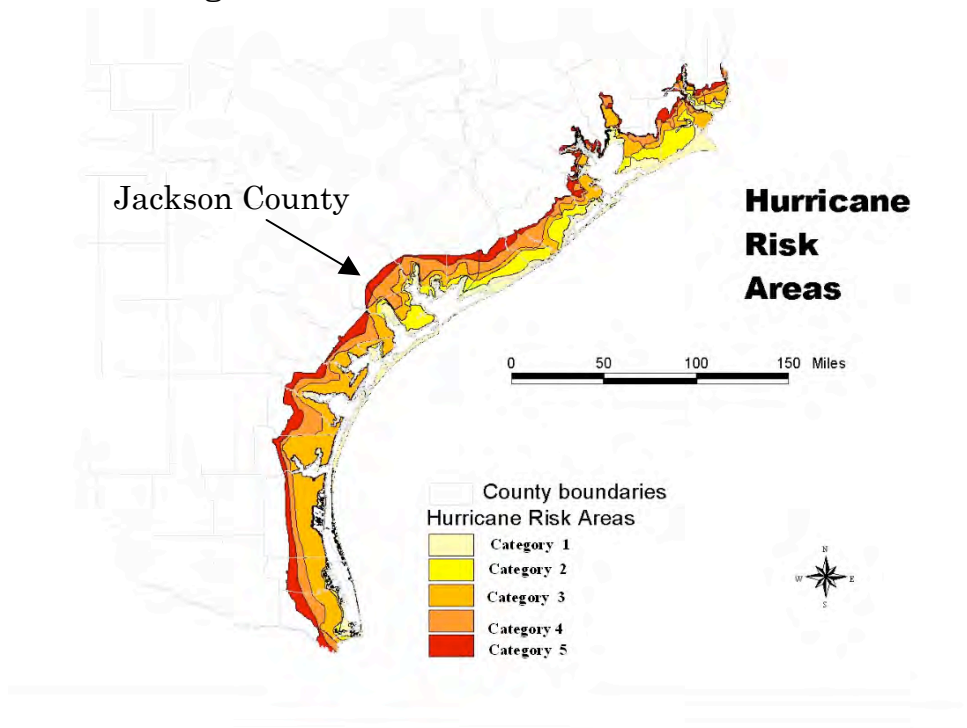 Jackson County
Hurricane
Risk
Areas
0 50 100 150 Miles
County boundaries
Hurricane Risk Areas
Category 1
Category 2
Category 3
Category 4
Category 5
N
W E
S